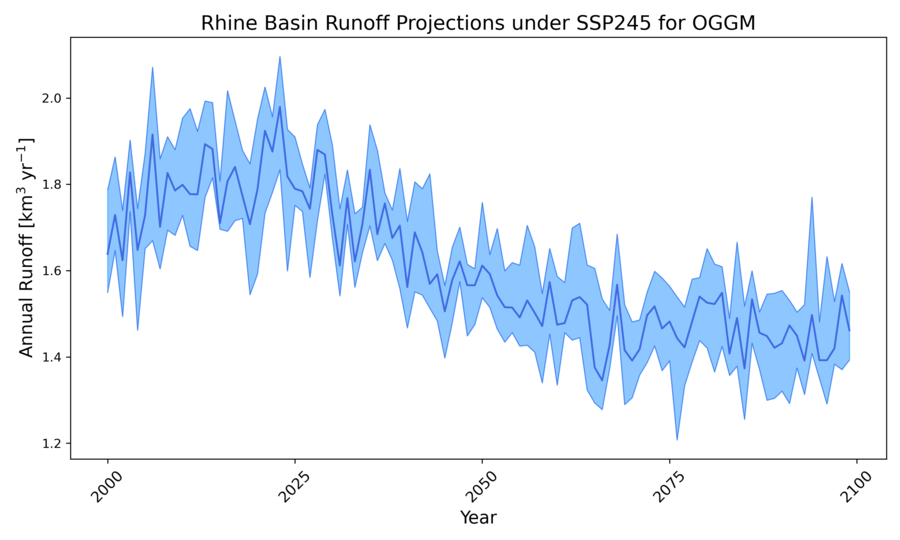 Rhine Basin Runoff Projections under SSP245 for OGGM
Annual Runoff [km³ yr⁻¹]
2.0
1.8
1.6
1.4
1.2
2000 2025 2050 2075 2100
Year